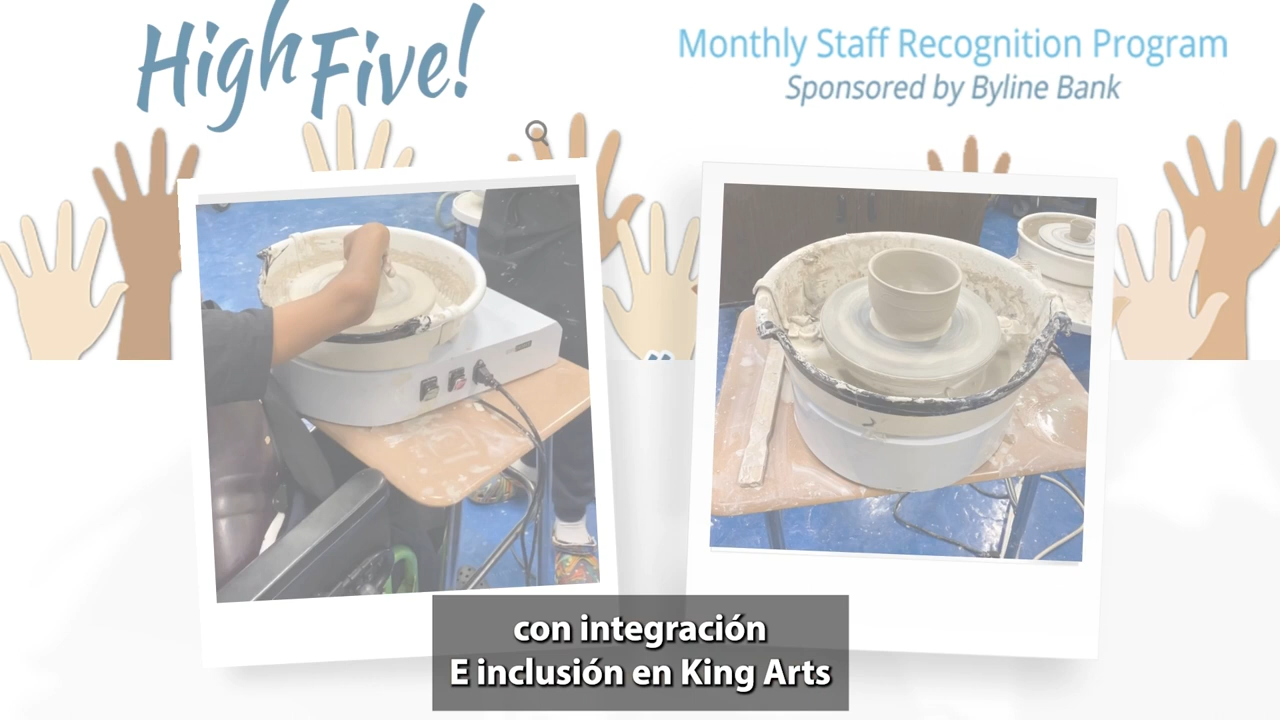 High Five!
Monthly Staff Recognition Program
Sponsored by Byline Bank
con integración
E inclusión en King Arts